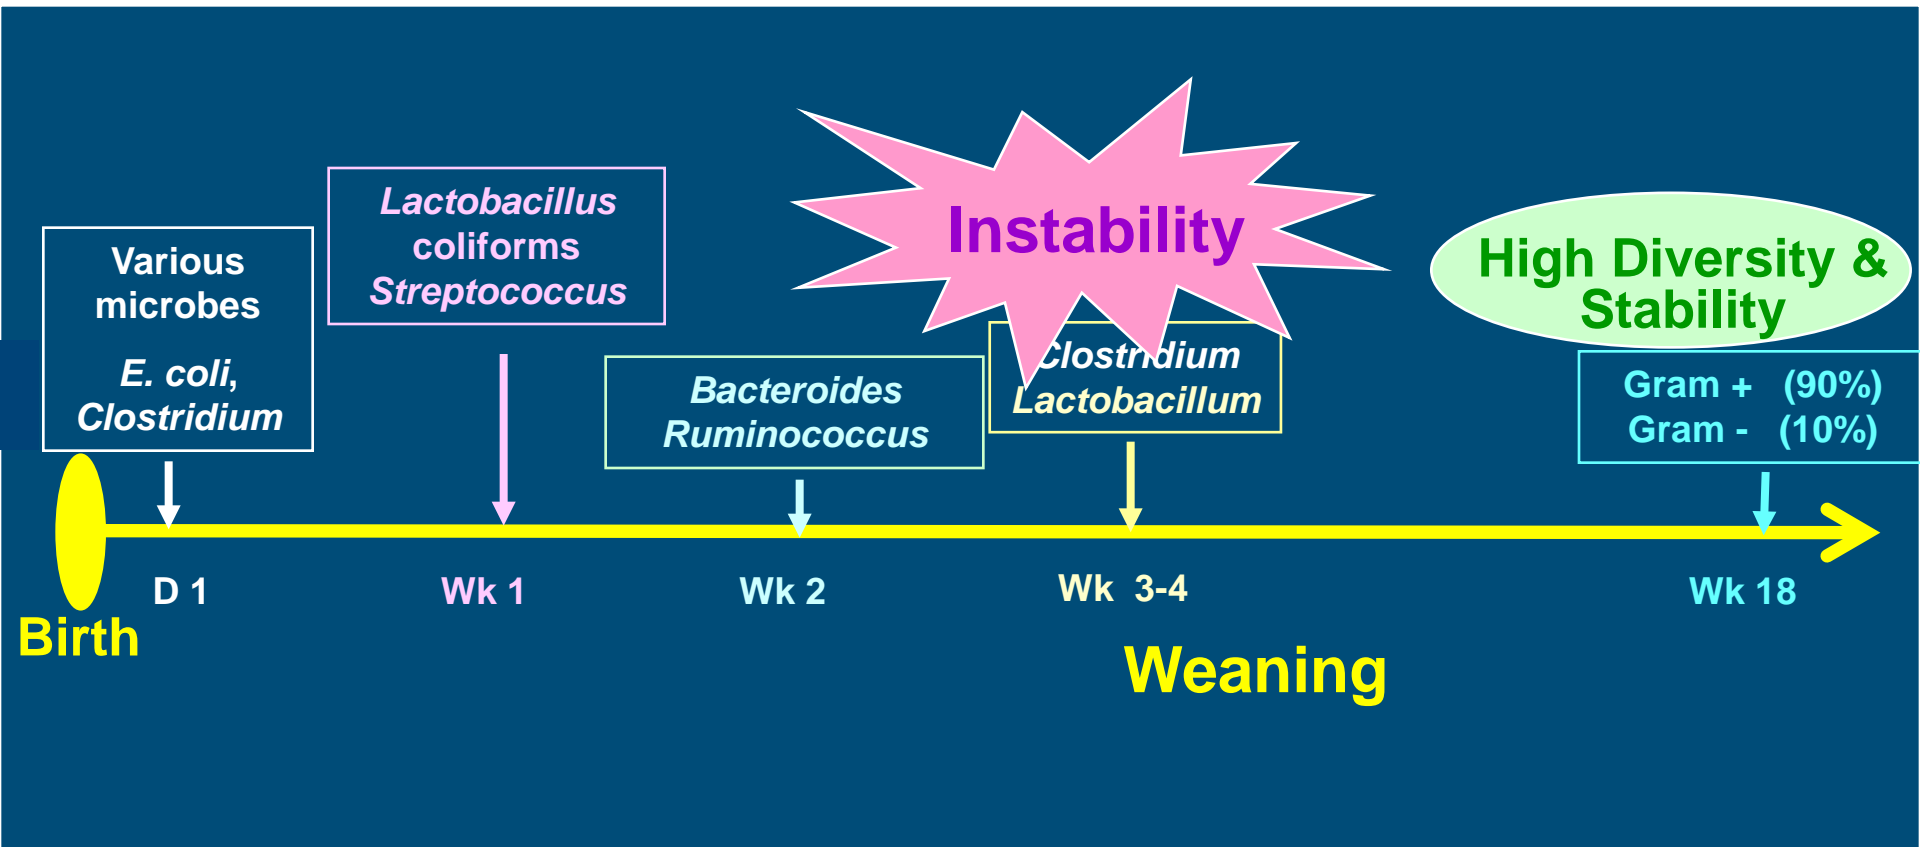 Various
microbes
E. coli,
Clostridium
Lactobacillus
coliforms
Streptococcus
Bacteroides
Ruminococcus
Instability
Clostridium
Lactobacillum
High Diversity &
Stability
Gram + (90%)
Gram - (10%)
D 1
Wk 1
Wk 2
Wk 3-4
Wk 18
Birth
Weaning